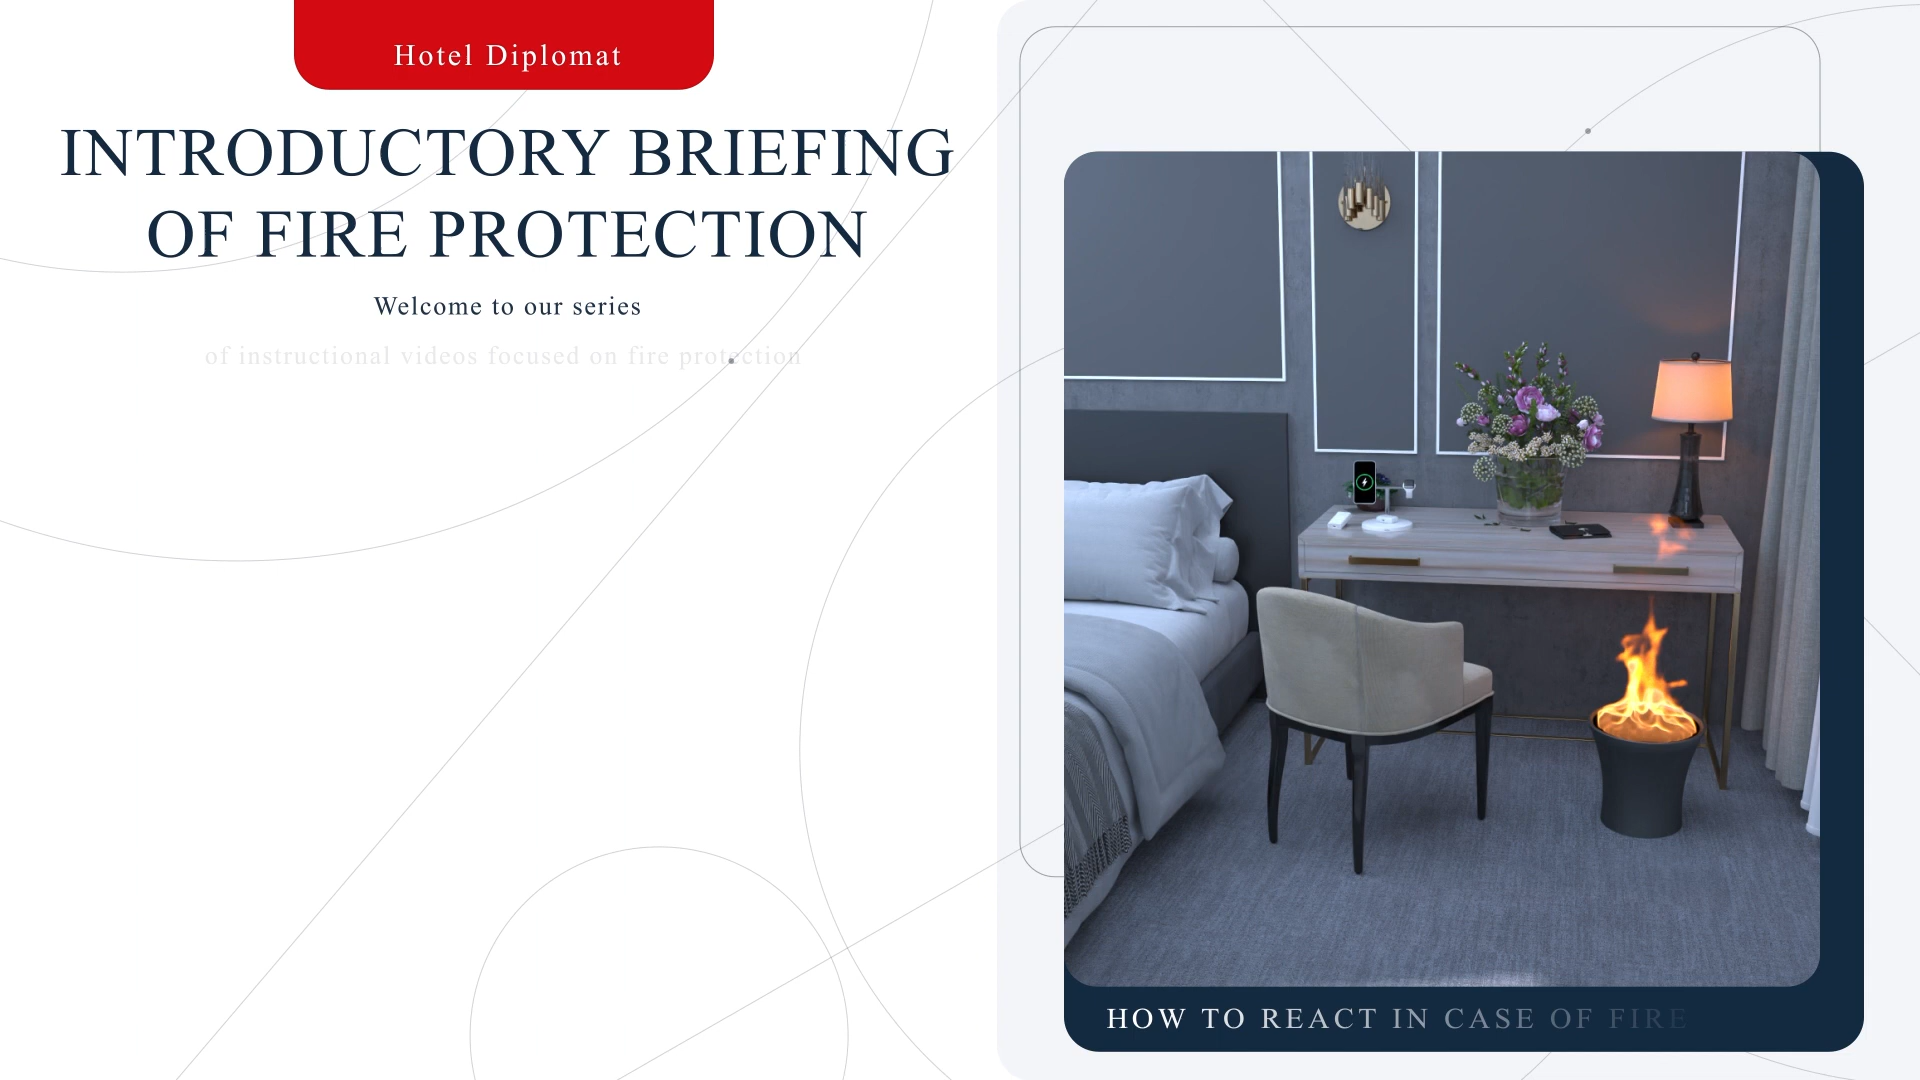 Hotel Diplomat
INTRODUCTORY BRIEFING
OF FIRE PROTECTION
Welcome to our series
of instructional videos focused on fire protection
HOW TO REACT IN CASE OF FIRE